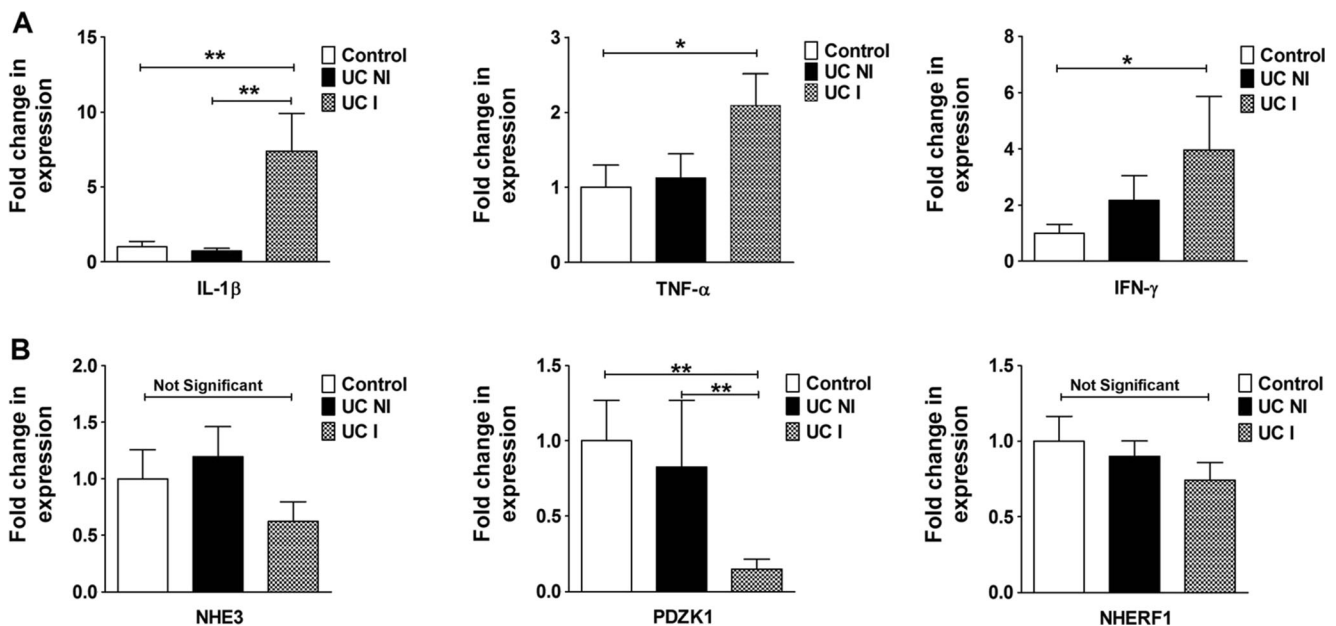 A
Fold change in
expression
15
10
5
0
**
**
Control
UC NI
UC I
IL-1β
Fold change in
expression
3
2
1
0
*
Control
UC NI
UC I
TNF-α
Fold change in
expression
8
6
4
2
0
*
Control
UC NI
UC I
IFN-γ
B
Fold change in
expression
2.0
1.5
1.0
0.5
0.0
Not Significant
Control
UC NI
UC I
NHE3
Fold change in
expression
1.5
1.0
0.5
0.0
**
**
Control
UC NI
UC I
PDZK1
Fold change in
expression
1.5
1.0
0.5
0.0
Not Significant
Control
UC NI
UC I
NHERF1